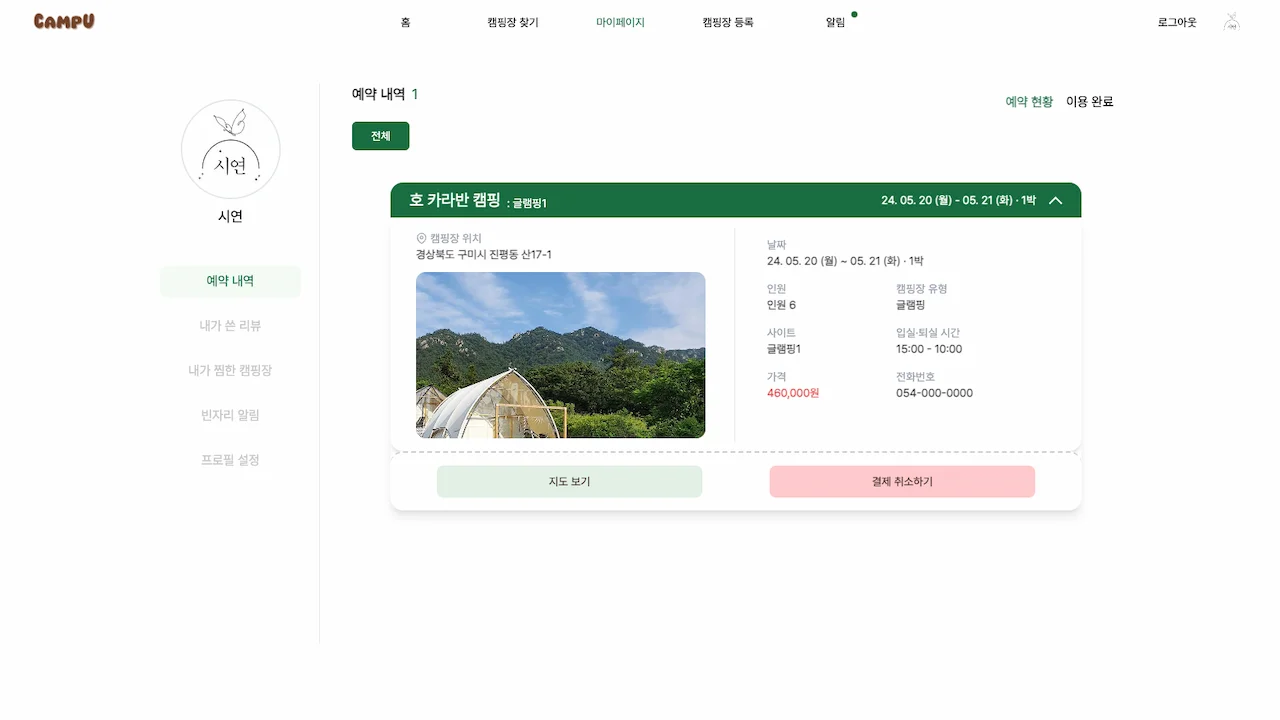 CAMPU
홈
캠핑장 찾기
마이페이지
캠핑장 등록
알림
로그아웃
시연
시연
예약 내역
내가 쓴 리뷰
내가 찜한 캠핑장
빈자리 알림
프로필 설정
예약 내역 1
예약 현황 이용 완료
전체
호 카라반 캠핑 : 글램핑1
24. 05. 20 (월) - 05. 21 (화) · 1박
캠핑장 위치
경상북도 구미시 진평동 산17-1
날짜
24. 05. 20 (월) ~ 05. 21 (화) · 1박
인원 캠핑장 유형
인원 6 글램핑
사이트 입실·퇴실 시간
글램핑1 15:00 - 10:00
가격 전화번호
460,000원 054-000-0000
지도 보기
결제 취소하기